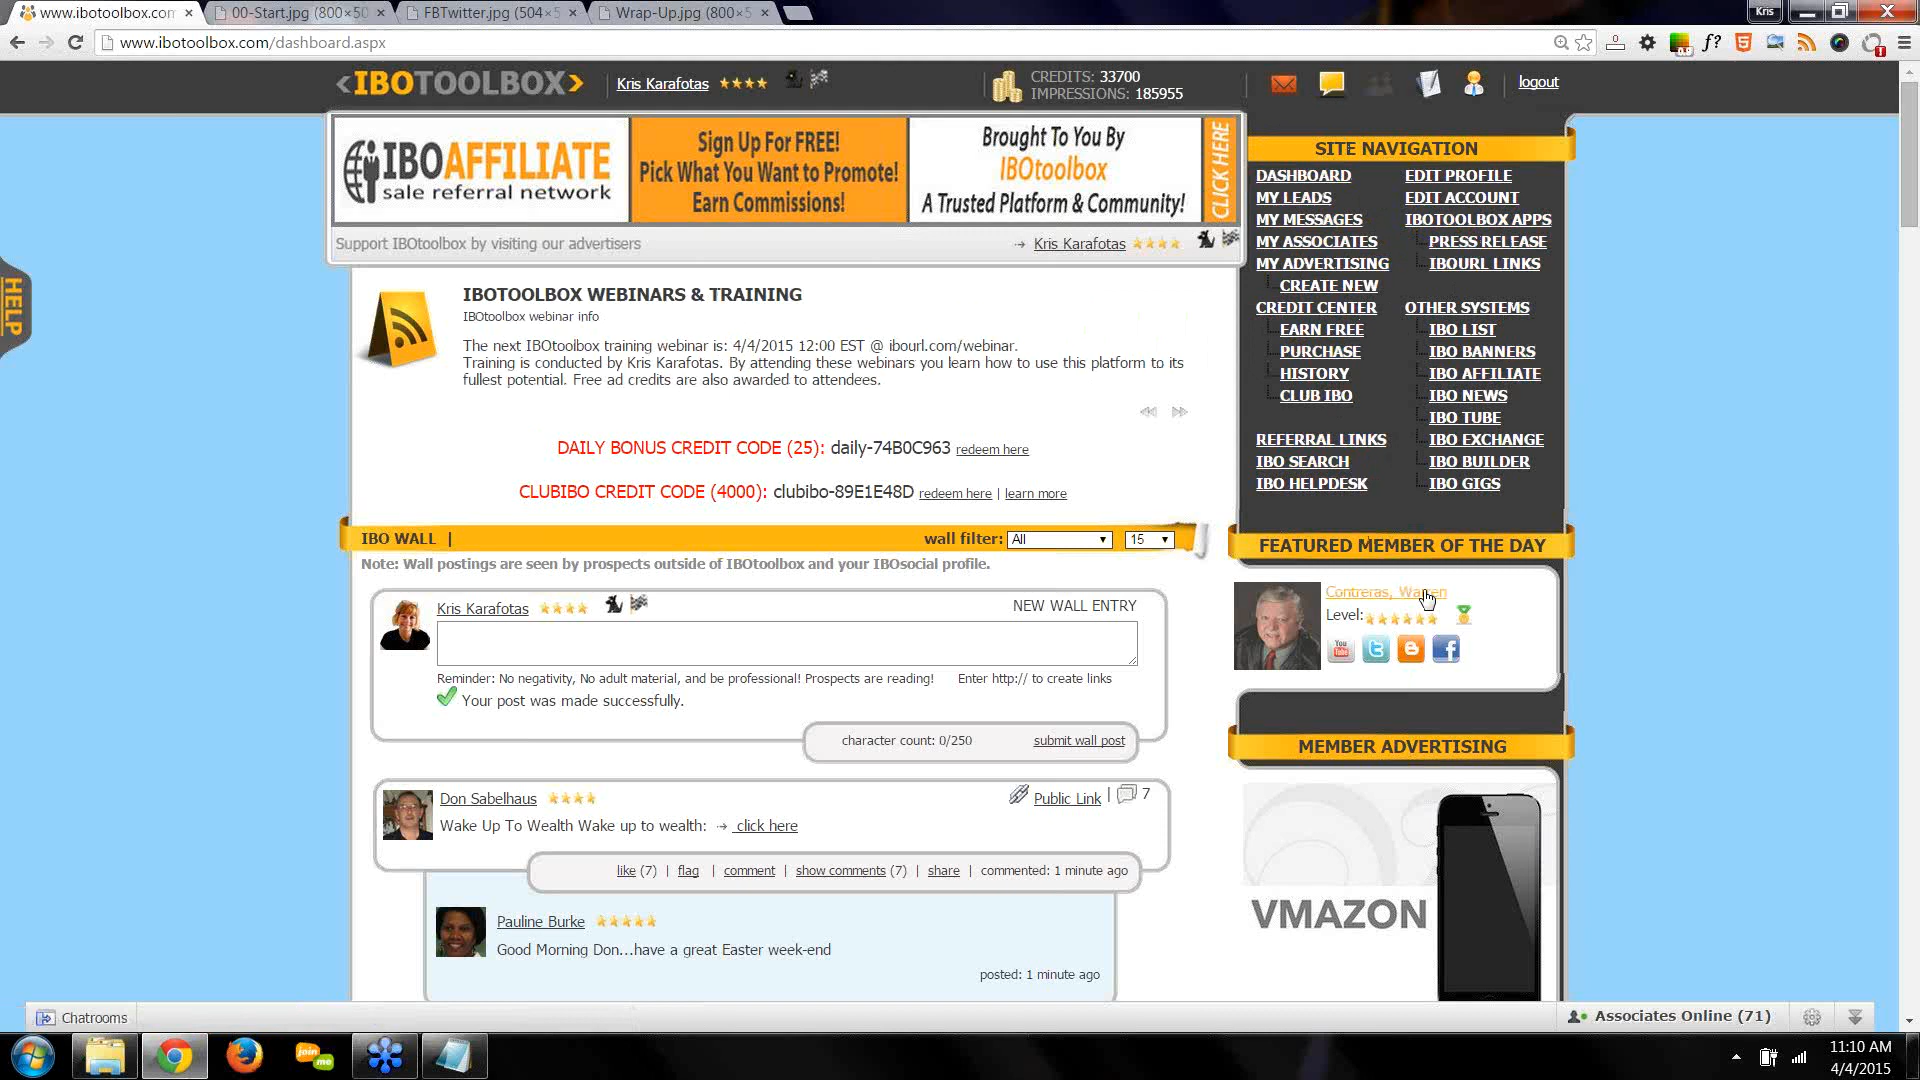 www.ibotoolbox.con
00-Start.jpg (800×50
FBTwitter.jpg (504×5
Wrap-Up.jpg (800×5
Kris
www.ibotoolbox.com/dashboard.aspx
<IBOTOOLBOX>
Kris Karafotas
CREDITS: 33700
IMPRESSIONS: 185955
logout
IBOAFFILIATE
sale referral network
Sign Up For FREE!
Pick What You Want to Promote!
Earn Commissions!
Brought To You By
IBOtoolbox
A Trusted Platform & Community!
CLICK HERE
Support IBOtoolbox by visiting our advertisers
Kris Karafotas
HELP
IBOTOOLBOX WEBINARS & TRAINING
IBOtoolbox webinar info
The next IBOtoolbox training webinar is: 4/4/2015 12:00 EST @ ibourl.com/webinar.
Training is conducted by Kris Karafotas. By attending these webinars you learn how to use this platform to its
fullest potential. Free ad credits are also awarded to attendees.
DAILY BONUS CREDIT CODE (25): daily-74B0C963 redeem here
CLUBIBO CREDIT CODE (4000): clubibo-89E1E48D redeem here | learn more
IBO WALL |
wall filter: All 15
Note: Wall postings are seen by prospects outside of IBOtoolbox and your IBOsocial profile.
Kris Karafotas
NEW WALL ENTRY
Reminder: No negativity, No adult material, and be professional! Prospects are reading!
Enter http:// to create links
Your post was made successfully.
character count: 0/250
submit wall post
Don Sabelhaus
Public Link | 7
Wake Up To Wealth Wake up to wealth: → click here
like (7) | flag | comment | show comments (7) | share | commented: 1 minute ago
Pauline Burke
Good Morning Don...have a great Easter week-end
posted: 1 minute ago
SITE NAVIGATION
DASHBOARD
MY LEADS
MY MESSAGES
MY ASSOCIATES
MY ADVERTISING
CREATE NEW
CREDIT CENTER
EARN FREE
PURCHASE
HISTORY
CLUB IBO
REFERRAL LINKS
IBO SEARCH
IBO HELPDESK
EDIT PROFILE
EDIT ACCOUNT
IBOTOOLBOX APPS
PRESS RELEASE
IBOURL LINKS
OTHER SYSTEMS
IBO LIST
IBO BANNERS
IBO AFFILIATE
IBO NEWS
IBO TUBE
IBO EXCHANGE
IBO BUILDER
IBO GIGS
FEATURED MEMBER OF THE DAY
Contreras, Warren
Level:
You Tube
MEMBER ADVERTISING
VMAZON
Chatrooms
Associates Online (71)
join me
11:10 AM
4/4/2015